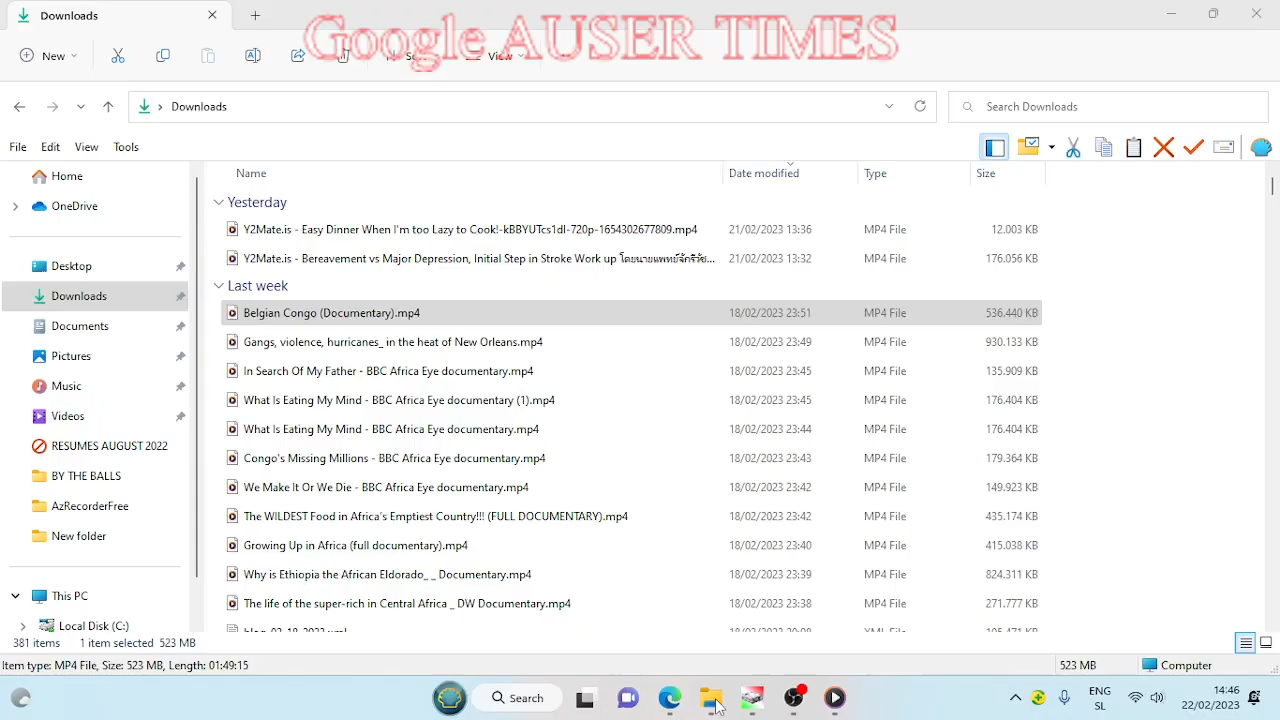 Downloads
Google AUSER TIMES
New
View
Downloads
Search Downloads
File Edit View Tools
Name Date modified Type Size
Home
OneDrive
Desktop
Downloads
Documents
Pictures
Music
Videos
RESUMES AUGUST 2022
BY THE BALLS
AzRecorderFree
New folder
This PC
Local Disk (C:)
Yesterday
Y2Mate.is - Easy Dinner When I'm too Lazy to Cook!-kBBYUTcs1dI-720p-1654302677809.mp4 21/02/2023 13:36 MP4 File 12.003 KB
Y2Mate.is - Bereavement vs Major Depression, Initial Step in Stroke Work up 21/02/2023 13:32 MP4 File 176.056 KB
Last week
Belgian Congo (Documentary).mp4 18/02/2023 23:51 MP4 File 536.440 KB
Gangs, violence, hurricanes_ in the heat of New Orleans.mp4 18/02/2023 23:49 MP4 File 930.133 KB
In Search Of My Father - BBC Africa Eye documentary.mp4 18/02/2023 23:45 MP4 File 135.909 KB
What Is Eating My Mind - BBC Africa Eye documentary (1).mp4 18/02/2023 23:45 MP4 File 176.404 KB
What Is Eating My Mind - BBC Africa Eye documentary.mp4 18/02/2023 23:44 MP4 File 176.404 KB
Congo's Missing Millions - BBC Africa Eye documentary.mp4 18/02/2023 23:43 MP4 File 179.364 KB
We Make It Or We Die - BBC Africa Eye documentary.mp4 18/02/2023 23:42 MP4 File 149.923 KB
The WILDEST Food in Africa's Emptiest Country!!! (FULL DOCUMENTARY).mp4 18/02/2023 23:42 MP4 File 435.174 KB
Growing Up in Africa (full documentary).mp4 18/02/2023 23:40 MP4 File 415.038 KB
Why is Ethiopia the African Eldorado_ _ Documentary.mp4 18/02/2023 23:39 MP4 File 824.311 KB
The life of the super-rich in Central Africa _ DW Documentary.mp4 18/02/2023 23:38 MP4 File 271.777 KB
381 items 1 item selected 523 MB
Item type: MP4 File, Size: 523 MB, Length: 01:49:15 523 MB Computer
Search
ENG
SL
14:46
22/02/2023